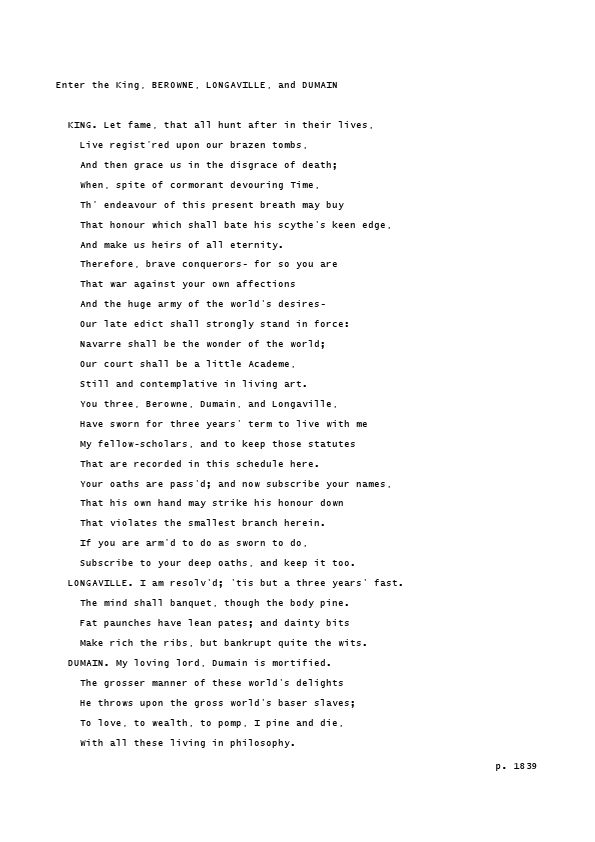 Enter the King, BEROWNE, LONGAVILLE, and DUMAIN
KING. Let fame, that all hunt after in their lives,
Live regist'red upon our brazen tombs,
And then grace us in the disgrace of death;
When, spite of cormorant devouring Time,
Th' endeavour of this present breath may buy
That honour which shall bate his scythe's keen edge,
And make us heirs of all eternity.
Therefore, brave conquerors- for so you are
That war against your own affections
And the huge army of the world's desires-
Our late edict shall strongly stand in force:
Navarre shall be the wonder of the world;
Our court shall be a little Academe,
Still and contemplative in living art.
You three, Berowne, Dumain, and Longaville,
Have sworn for three years' term to live with me
My fellow-scholars, and to keep those statutes
That are recorded in this schedule here.
Your oaths are pass'd; and now subscribe your names,
That his own hand may strike his honour down
That violates the smallest branch herein.
If you are arm'd to do as sworn to do,
Subscribe to your deep oaths, and keep it too.
LONGAVILLE. I am resolv'd; 'tis but a three years' fast.
The mind shall banquet, though the body pine.
Fat paunches have lean pates; and dainty bits
Make rich the ribs, but bankrupt quite the wits.
DUMAIN. My loving lord, Dumain is mortified.
The grosser manner of these world's delights
He throws upon the gross world's baser slaves;
To love, to wealth, to pomp, I pine and die,
With all these living in philosophy.
p. 1839